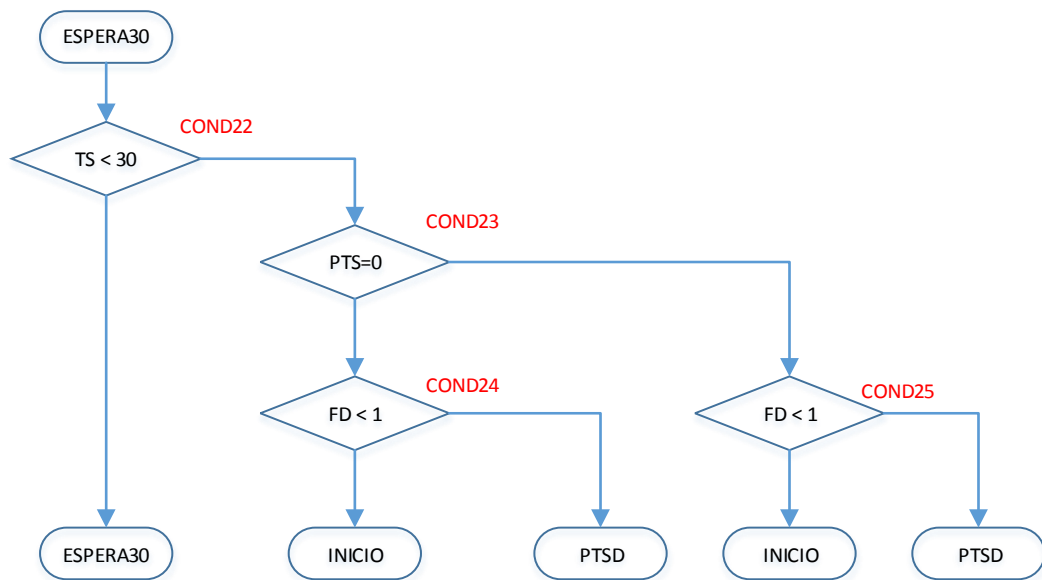 ESPERA30
COND22
TS < 30
COND23
PTS=0
COND24
FD < 1
COND25
FD < 1
ESPERA30
INICIO
PTSD
INICIO
PTSD